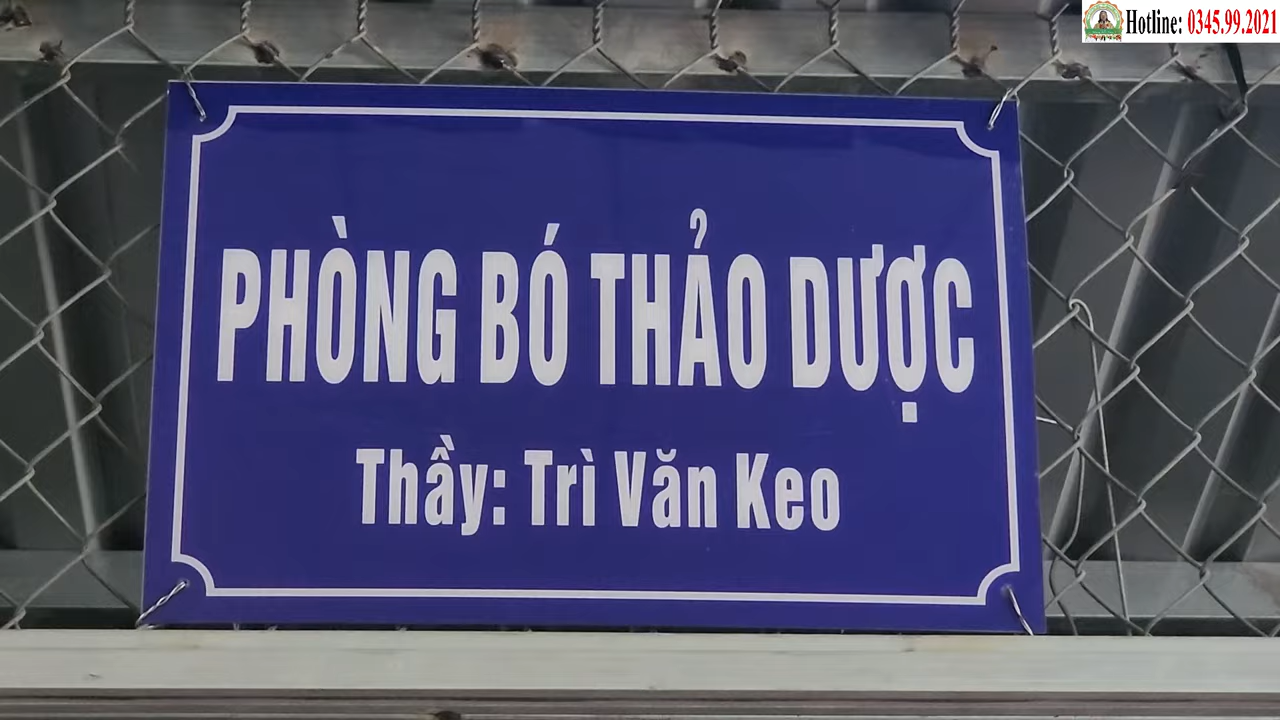 Hotline: 0345.99.2021
PHÒNG BÓ THẢO DƯỢC
Thầy: Trì Văn Keo